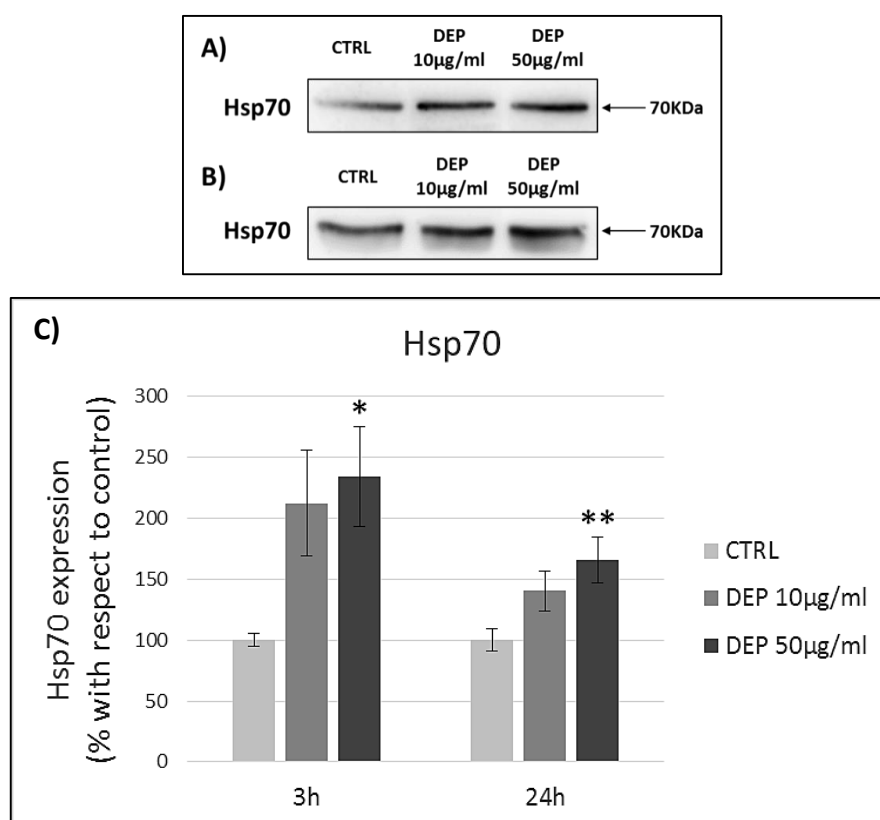 A)
CTRL
DEP
10µg/ml
DEP
50µg/ml
Hsp70
70KDa
B)
CTRL
DEP
10µg/ml
DEP
50µg/ml
Hsp70
70KDa
C)
Hsp70
Hsp70 expression
(% with respect to control)
300
250
200
150
100
50
0
*
**
3h
24h
CTRL
DEP 10µg/ml
DEP 50µg/ml